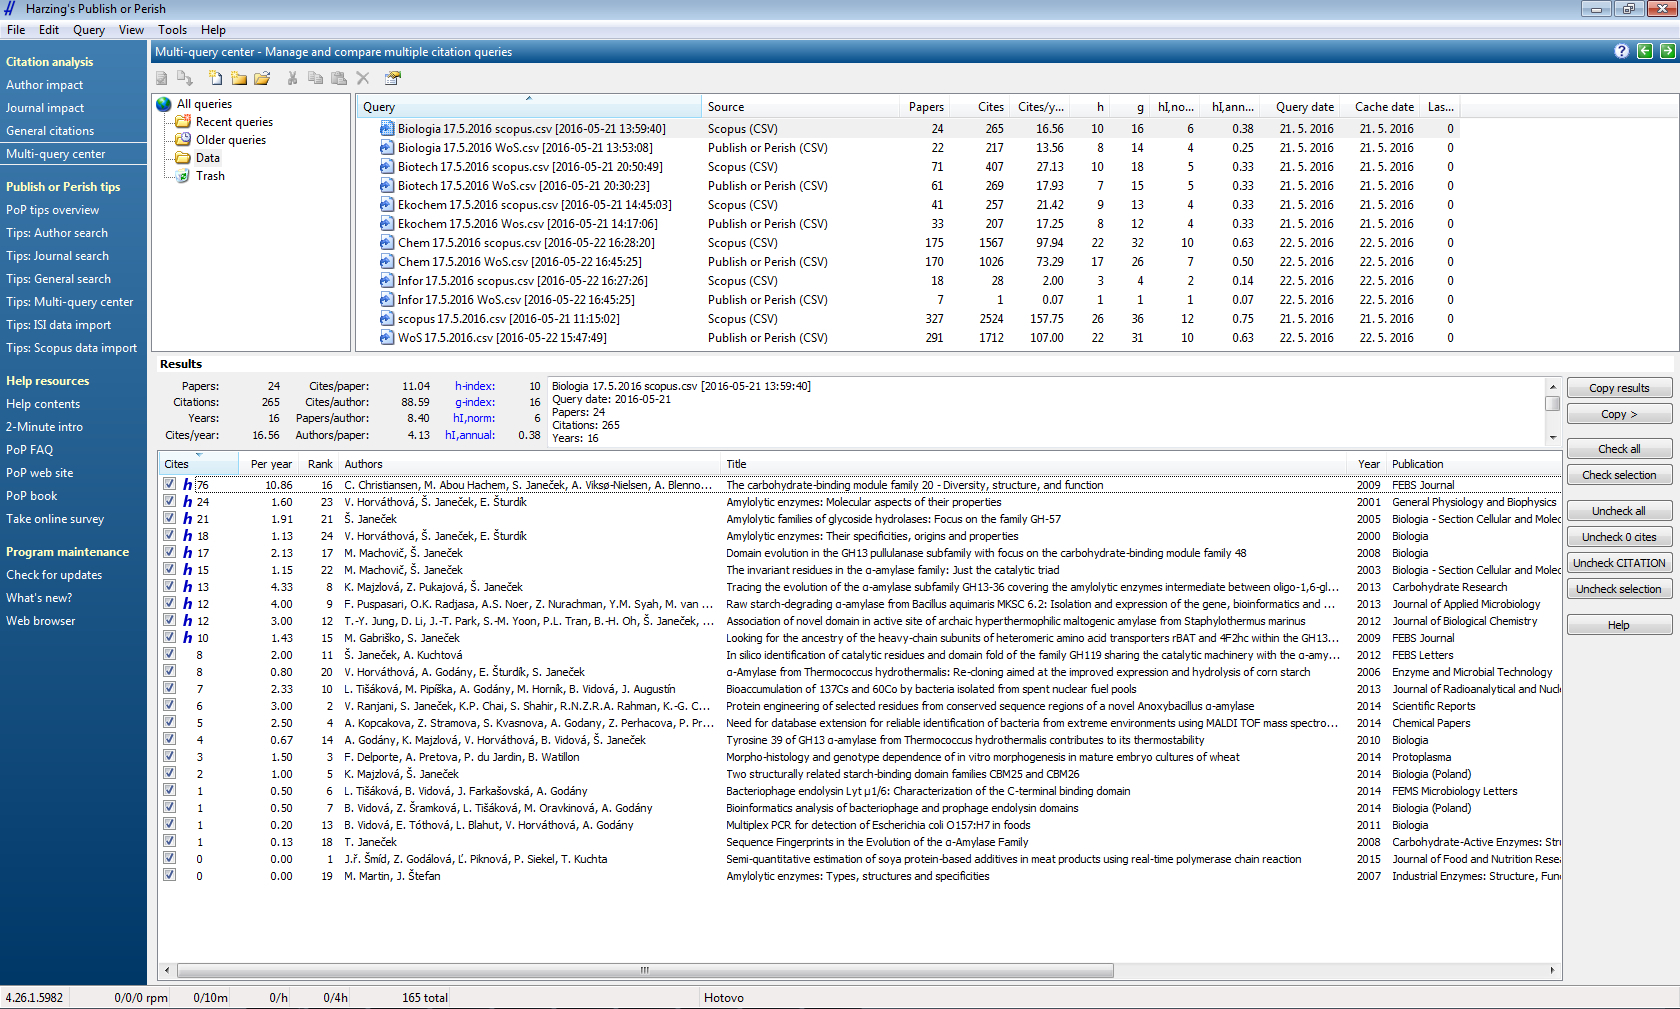 Harzing's Publish or Perish
File Edit Query View Tools Help
Citation analysis
Author impact
Journal impact
General citations
Multi-query center
Publish or Perish tips
PoP tips overview
Tips: Author search
Tips: Journal search
Tips: General search
Tips: Multi-query center
Tips: ISI data import
Tips: Scopus data import
Help resources
Help contents
2-Minute intro
PoP FAQ
PoP web site
PoP book
Take online survey
Program maintenance
Check for updates
What's new?
Web browser
Multi-query center - Manage and compare multiple citation queries
All queries
Recent queries
Older queries
Data
Trash
Query Source Papers Cites Cites/y... h g hI,no... hI,ann... Query date Cache date Las...
Biologia 17.5.2016 scopus.csv [2016-05-21 13:59:40] Scopus (CSV) 24 265 16.56 10 16 6 0.38 21. 5. 2016 21. 5. 2016 0
Biologia 17.5.2016 WoS.csv [2016-05-21 13:53:08] Publish or Perish (CSV) 22 217 13.56 8 14 4 0.25 21. 5. 2016 21. 5. 2016 0
Biotech 17.5.2016 scopus.csv [2016-05-21 20:50:49] Scopus (CSV) 71 407 27.13 10 18 5 0.33 21. 5. 2016 21. 5. 2016 0
Biotech 17.5.2016 WoS.csv [2016-05-21 20:30:23] Publish or Perish (CSV) 61 269 17.93 7 15 5 0.33 21. 5. 2016 21. 5. 2016 0
Ekochem 17.5.2016 scopus.csv [2016-05-21 14:45:03] Scopus (CSV) 41 257 21.42 9 13 4 0.33 21. 5. 2016 21. 5. 2016 0
Ekochem 17.5.2016 Wos.csv [2016-05-21 14:17:06] Publish or Perish (CSV) 33 207 17.25 8 12 4 0.33 21. 5. 2016 21. 5. 2016 0
Chem 17.5.2016 scopus.csv [2016-05-22 16:28:20] Scopus (CSV) 175 1567 97.94 22 32 10 0.63 22. 5. 2016 22. 5. 2016 0
Chem 17.5.2016 WoS.csv [2016-05-22 16:45:25] Publish or Perish (CSV) 170 1026 73.29 17 26 7 0.50 22. 5. 2016 22. 5. 2016 0
Infor 17.5.2016 scopus.csv [2016-05-22 16:27:26] Scopus (CSV) 18 28 2.00 3 4 2 0.14 22. 5. 2016 22. 5. 2016 0
Infor 17.5.2016 WoS.csv [2016-05-22 16:45:25] Publish or Perish (CSV) 7 1 0.07 1 1 1 0.07 22. 5. 2016 22. 5. 2016 0
scopus 17.5.2016.csv [2016-05-21 11:15:02] Scopus (CSV) 327 2524 157.75 26 36 12 0.75 21. 5. 2016 21. 5. 2016 0
WoS 17.5.2016.csv [2016-05-22 15:47:49] Publish or Perish (CSV) 291 1712 107.00 22 31 10 0.63 22. 5. 2016 22. 5. 2016 0
Results
Papers: 24 Cites/paper: 11.04 h-index: 10
Citations: 265 Cites/author: 88.59 g-index: 16
Years: 16 Papers/author: 8.40 hI,norm: 6
Cites/year: 16.56 Authors/paper: 4.13 hI,annual: 0.38
Biologia 17.5.2016 scopus.csv [2016-05-21 13:59:40]
Query date: 2016-05-21
Papers: 24
Citations: 265
Years: 16
Copy results
Copy >
Check all
Check selection
Uncheck all
Uncheck 0 cites
Uncheck CITATION
Uncheck selection
Help
Cites Per year Rank Authors Title Year Publication
h 76 10.86 16 C. Christiansen, M. Abou Hachem, S. Janeček, A. Viksø-Nielsen, A. Blenno... The carbohydrate-binding module family 20 - Diversity, structure, and function 2009 FEBS Journal
h 24 1.60 23 V. Horváthová, Š. Janeček, E. Šturdík Amylolytic enzymes: Molecular aspects of their properties 2001 General Physiology and Biophysics
h 21 1.91 21 Š. Janeček Amylolytic families of glycoside hydrolases: Focus on the family GH-57 2005 Biologia - Section Cellular and Molec
h 18 1.13 24 V. Horváthová, Š. Janeček, E. Šturdík Amylolytic enzymes: Their specificities, origins and properties 2000 Biologia
h 17 2.13 17 M. Machovič, Š. Janeček Domain evolution in the GH13 pullulanase subfamily with focus on the carbohydrate-binding module family 48 2008 Biologia
h 15 1.15 22 M. Machovič, Š. Janeček The invariant residues in the α-amylase family: Just the catalytic triad 2003 Biologia - Section Cellular and Molec
h 13 4.33 8 K. Majzlová, Z. Pukajová, Š. Janeček Tracing the evolution of the α-amylase subfamily GH13-36 covering the amylolytic enzymes intermediate between oligo-1,6-gl... 2013 Carbohydrate Research
h 12 4.00 9 F. Puspasari, O.K. Radjasa, A.S. Noer, Z. Nurachman, Y.M. Syah, M. van ... Raw starch-degrading α-amylase from Bacillus aquimaris MKSC 6.2: Isolation and expression of the gene, bioinformatics and ... 2013 Journal of Applied Microbiology
h 12 3.00 12 T.-Y. Jung, D. Li, J.-T. Park, S.-M. Yoon, P.L. Tran, B.-H. Oh, Š. Janeček, ... Association of novel domain in active site of archaic hyperthermophilic maltogenic amylase from Staphylothermus marinus 2012 Journal of Biological Chemistry
h 10 1.43 15 M. Gabriško, S. Janeček Looking for the ancestry of the heavy-chain subunits of heteromeric amino acid transporters rBAT and 4F2hc within the GH13... 2009 FEBS Journal
8 2.00 11 Š. Janeček, A. Kuchtová In silico identification of catalytic residues and domain fold of the family GH119 sharing the catalytic machinery with the α-amy... 2012 FEBS Letters
8 0.80 20 V. Horváthová, A. Godány, E. Šturdík, S. Janeček α-Amylase from Thermococcus hydrothermalis: Re-cloning aimed at the improved expression and hydrolysis of corn starch 2006 Enzyme and Microbial Technology
7 2.33 10 L. Tišáková, M. Pipíška, A. Godány, M. Horník, B. Vidová, J. Augustín Bioaccumulation of 137Cs and 60Co by bacteria isolated from spent nuclear fuel pools 2013 Journal of Radioanalytical and Nucl
6 3.00 2 V. Ranjani, S. Janeček, K.P. Chai, S. Shahir, R.N.Z.R.A. Rahman, K.-G. C... Protein engineering of selected residues from conserved sequence regions of a novel Anoxybacillus α-amylase 2014 Scientific Reports
5 2.50 4 A. Kopcakova, Z. Stramova, S. Kvasnova, A. Godany, Z. Perhacova, P. Pr... Need for database extension for reliable identification of bacteria from extreme environments using MALDI TOF mass spectro... 2014 Chemical Papers
4 0.67 14 A. Godány, K. Majzlová, V. Horváthová, B. Vidová, Š. Janeček Tyrosine 39 of GH13 α-amylase from Thermococcus hydrothermalis contributes to its thermostability 2010 Biologia
3 1.50 3 F. Delporte, A. Pretova, P. du Jardin, B. Watillon Morpho-histology and genotype dependence of in vitro morphogenesis in mature embryo cultures of wheat 2014 Protoplasma
2 1.00 5 K. Majzlová, Š. Janeček Two structurally related starch-binding domain families CBM25 and CBM26 2014 Biologia (Poland)
1 0.50 6 L. Tišáková, B. Vidová, J. Farkašovská, A. Godány Bacteriophage endolysin Lyt μ1/6: Characterization of the C-terminal binding domain 2014 FEMS Microbiology Letters
1 0.50 7 B. Vidová, Z. Šramková, L. Tišáková, M. Oravkinová, A. Godány Bioinformatics analysis of bacteriophage and prophage endolysin domains 2014 Biologia (Poland)
1 0.20 13 B. Vidová, E. Tóthová, L. Blahut, V. Horváthová, A. Godány Multiplex PCR for detection of Escherichia coli O157:H7 in foods 2011 Biologia
1 0.13 18 T. Janeček Sequence Fingerprints in the Evolution of the α-Amylase Family 2008 Carbohydrate-Active Enzymes: Stru
0 0.00 1 J.ř. Šmíd, Z. Godálová, Ľ. Piknová, P. Siekel, T. Kuchta Semi-quantitative estimation of soya protein-based additives in meat products using real-time polymerase chain reaction 2015 Journal of Food and Nutrition Resea
0 0.00 19 M. Martin, J. Štefan Amylolytic enzymes: Types, structures and specificities 2007 Industrial Enzymes: Structure, Func
4.26.1.5982 0/0/0 rpm 0/10m 0/h 0/4h 165 total Hotovo